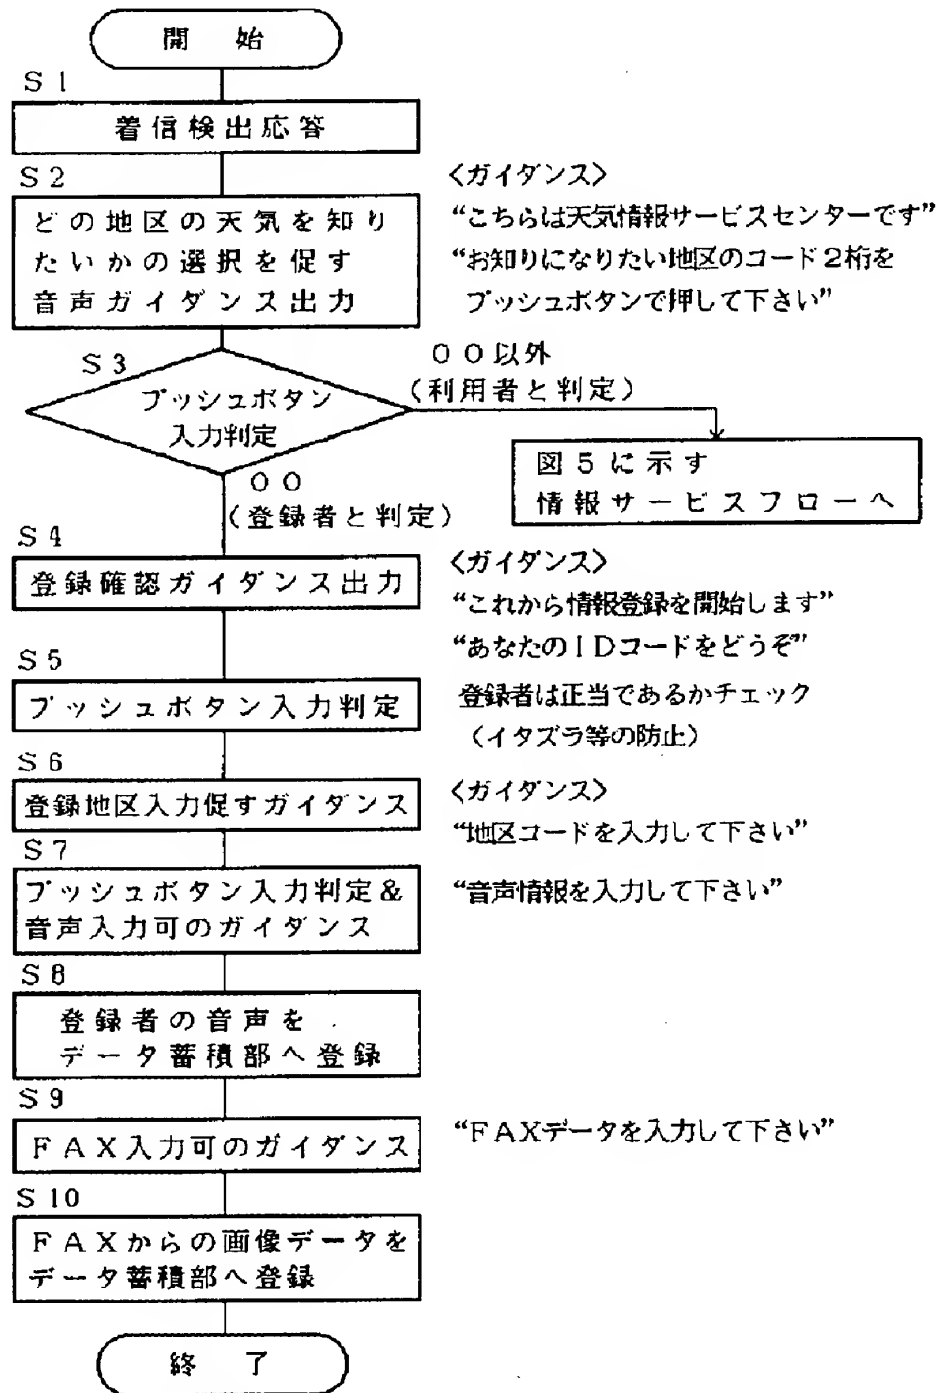 開 始
S1
着信検出応答
S2
どの地区の天気を知り
たいかの選択を促す
音声ガイダンス出力
〈ガイダンス〉
“こちらは天気情報サービスセンターです”
“お知りになりたい地区のコード2桁を
プッシュボタンで押して下さい”
S3
プッシュボタン
入力判定
００以外
（利用者と判定）
図５に示す
情報サービスフローへ
００
（登録者と判定）
S4
登録確認ガイダンス出力
〈ガイダンス〉
“これから情報登録を開始します”
“あなたのＩＤコードをどうぞ”
S5
プッシュボタン入力判定
登録者は正当であるかチェック
（イタズラ等の防止）
S6
登録地区入力促すガイダンス
〈ガイダンス〉
“地区コードを入力して下さい”
S7
プッシュボタン入力判定＆
音声入力可のガイダンス
“音声情報を入力して下さい”
S8
登録者の音声を
データ蓄積部へ登録
S9
ＦＡＸ入力可のガイダンス
“ＦＡＸデータを入力して下さい”
S10
ＦＡＸからの画像データを
データ蓄積部へ登録
終 了